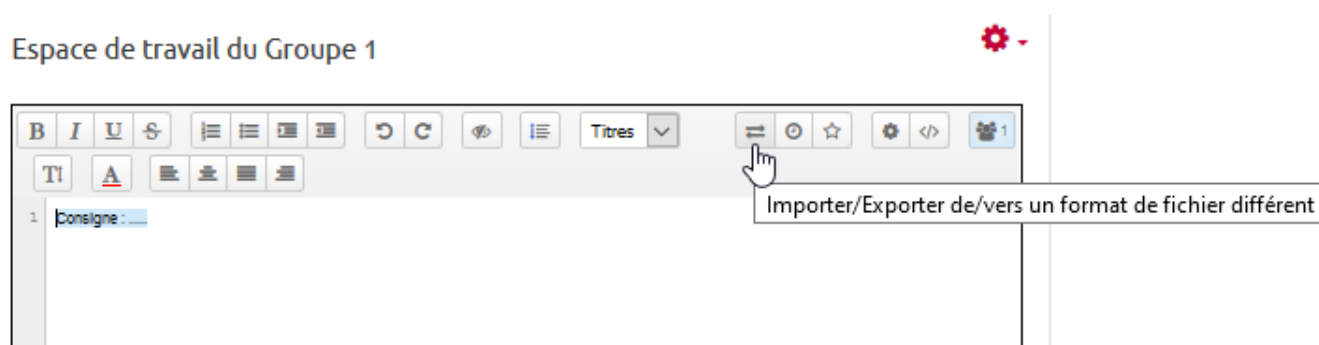 Espace de travail du Groupe 1
B I U S Titres </> 1
T A
Importer/Exporter de/vers un format de fichier différent
1 Consigne : ......